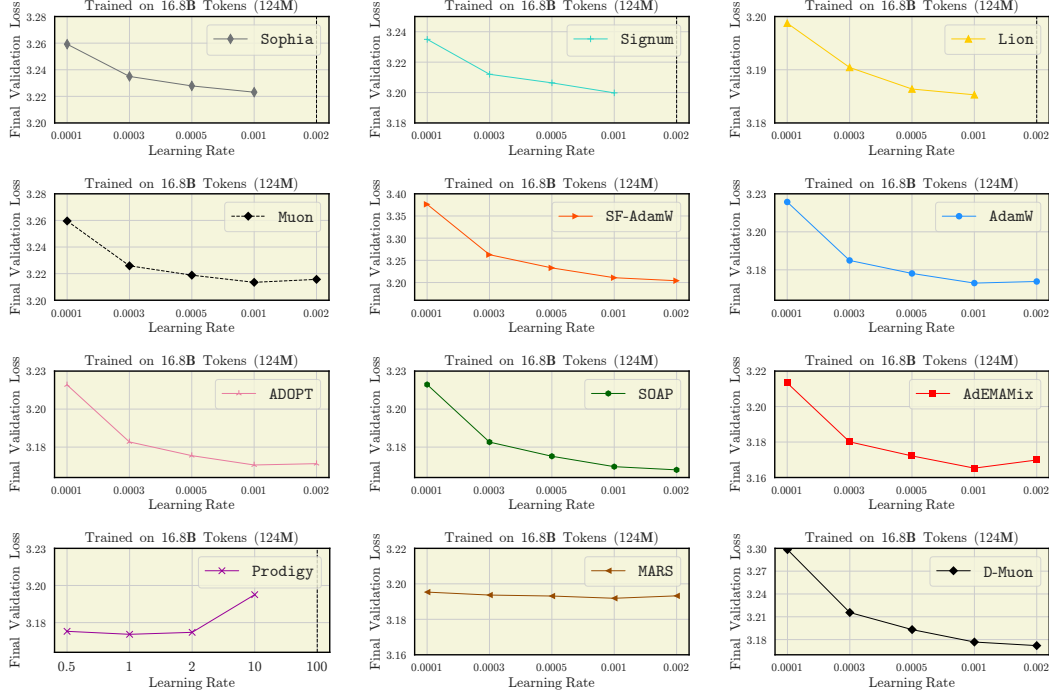 Trained on 16.8B Tokens (124M)
Final Validation Loss
3.28
3.26
3.24
3.22
3.20
Sophia
0.0001
0.0003
0.0005
0.001
0.002
Learning Rate
Trained on 16.8B Tokens (124M)
Final Validation Loss
3.24
3.22
3.20
3.18
Signum
0.0001
0.0003
0.0005
0.001
0.002
Learning Rate
Trained on 16.8B Tokens (124M)
Final Validation Loss
3.20
3.19
3.18
Lion
0.0001
0.0003
0.0005
0.001
0.002
Learning Rate
Trained on 16.8B Tokens (124M)
Final Validation Loss
3.28
3.26
3.24
3.22
3.20
Muon
0.0001
0.0003
0.0005
0.001
0.002
Learning Rate
Trained on 16.8B Tokens (124M)
Final Validation Loss
3.40
3.35
3.30
3.25
3.20
SF-AdamW
0.0001
0.0003
0.0005
0.001
0.002
Learning Rate
Trained on 16.8B Tokens (124M)
Final Validation Loss
3.23
3.20
3.18
AdamW
0.0001
0.0003
0.0005
0.001
0.002
Learning Rate
Trained on 16.8B Tokens (124M)
Final Validation Loss
3.23
3.20
3.18
ADOPT
0.0001
0.0003
0.0005
0.001
0.002
Learning Rate
Trained on 16.8B Tokens (124M)
Final Validation Loss
3.23
3.20
3.18
SOAP
0.0001
0.0003
0.0005
0.001
0.002
Learning Rate
Trained on 16.8B Tokens (124M)
Final Validation Loss
3.22
3.20
3.18
3.16
AdEMAMix
0.0001
0.0003
0.0005
0.001
0.002
Learning Rate
Trained on 16.8B Tokens (124M)
Final Validation Loss
3.23
3.20
3.18
Prodigy
0.5
1
2
10
100
Learning Rate
Trained on 16.8B Tokens (124M)
Final Validation Loss
3.22
3.20
3.18
3.16
MARS
0.0001
0.0003
0.0005
0.001
0.002
Learning Rate
Trained on 16.8B Tokens (124M)
Final Validation Loss
3.30
3.27
3.24
3.21
3.18
D-Muon
0.0001
0.0003
0.0005
0.001
0.002
Learning Rate